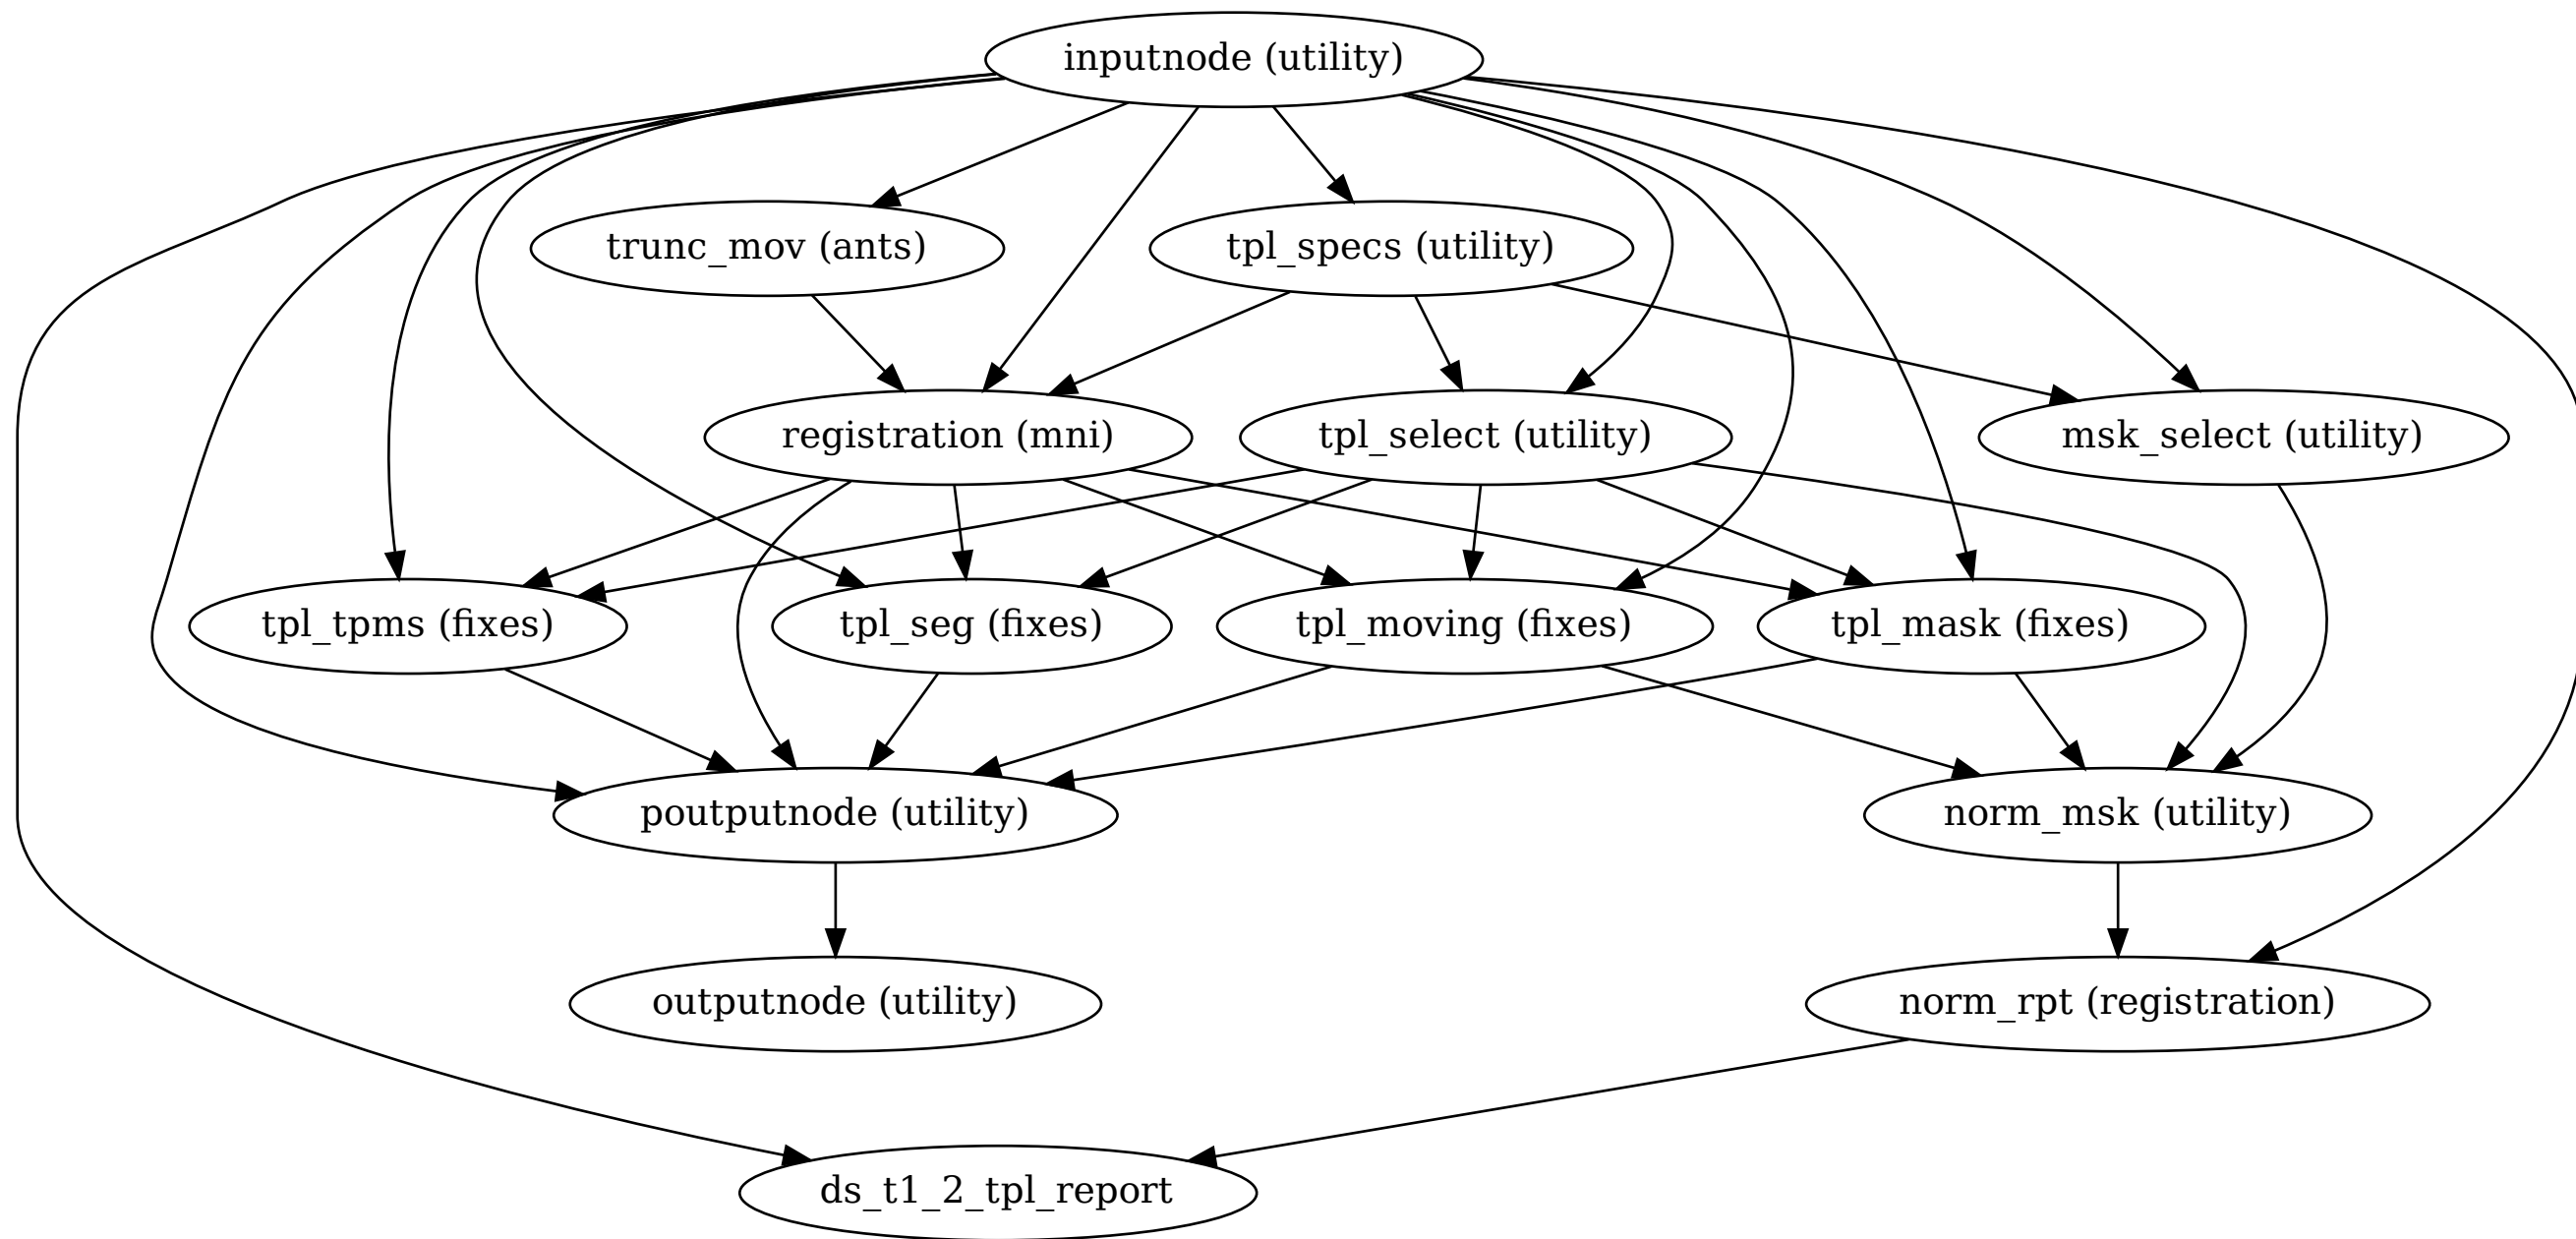 inputnode (utility)
trunc_mov (ants)
tpl_specs (utility)
registration (mni)
tpl_select (utility)
msk_select (utility)
tpl_tpms (fixes)
tpl_seg (fixes)
tpl_moving (fixes)
tpl_mask (fixes)
poutputnode (utility)
norm_msk (utility)
outputnode (utility)
norm_rpt (registration)
ds_t1_2_tpl_report